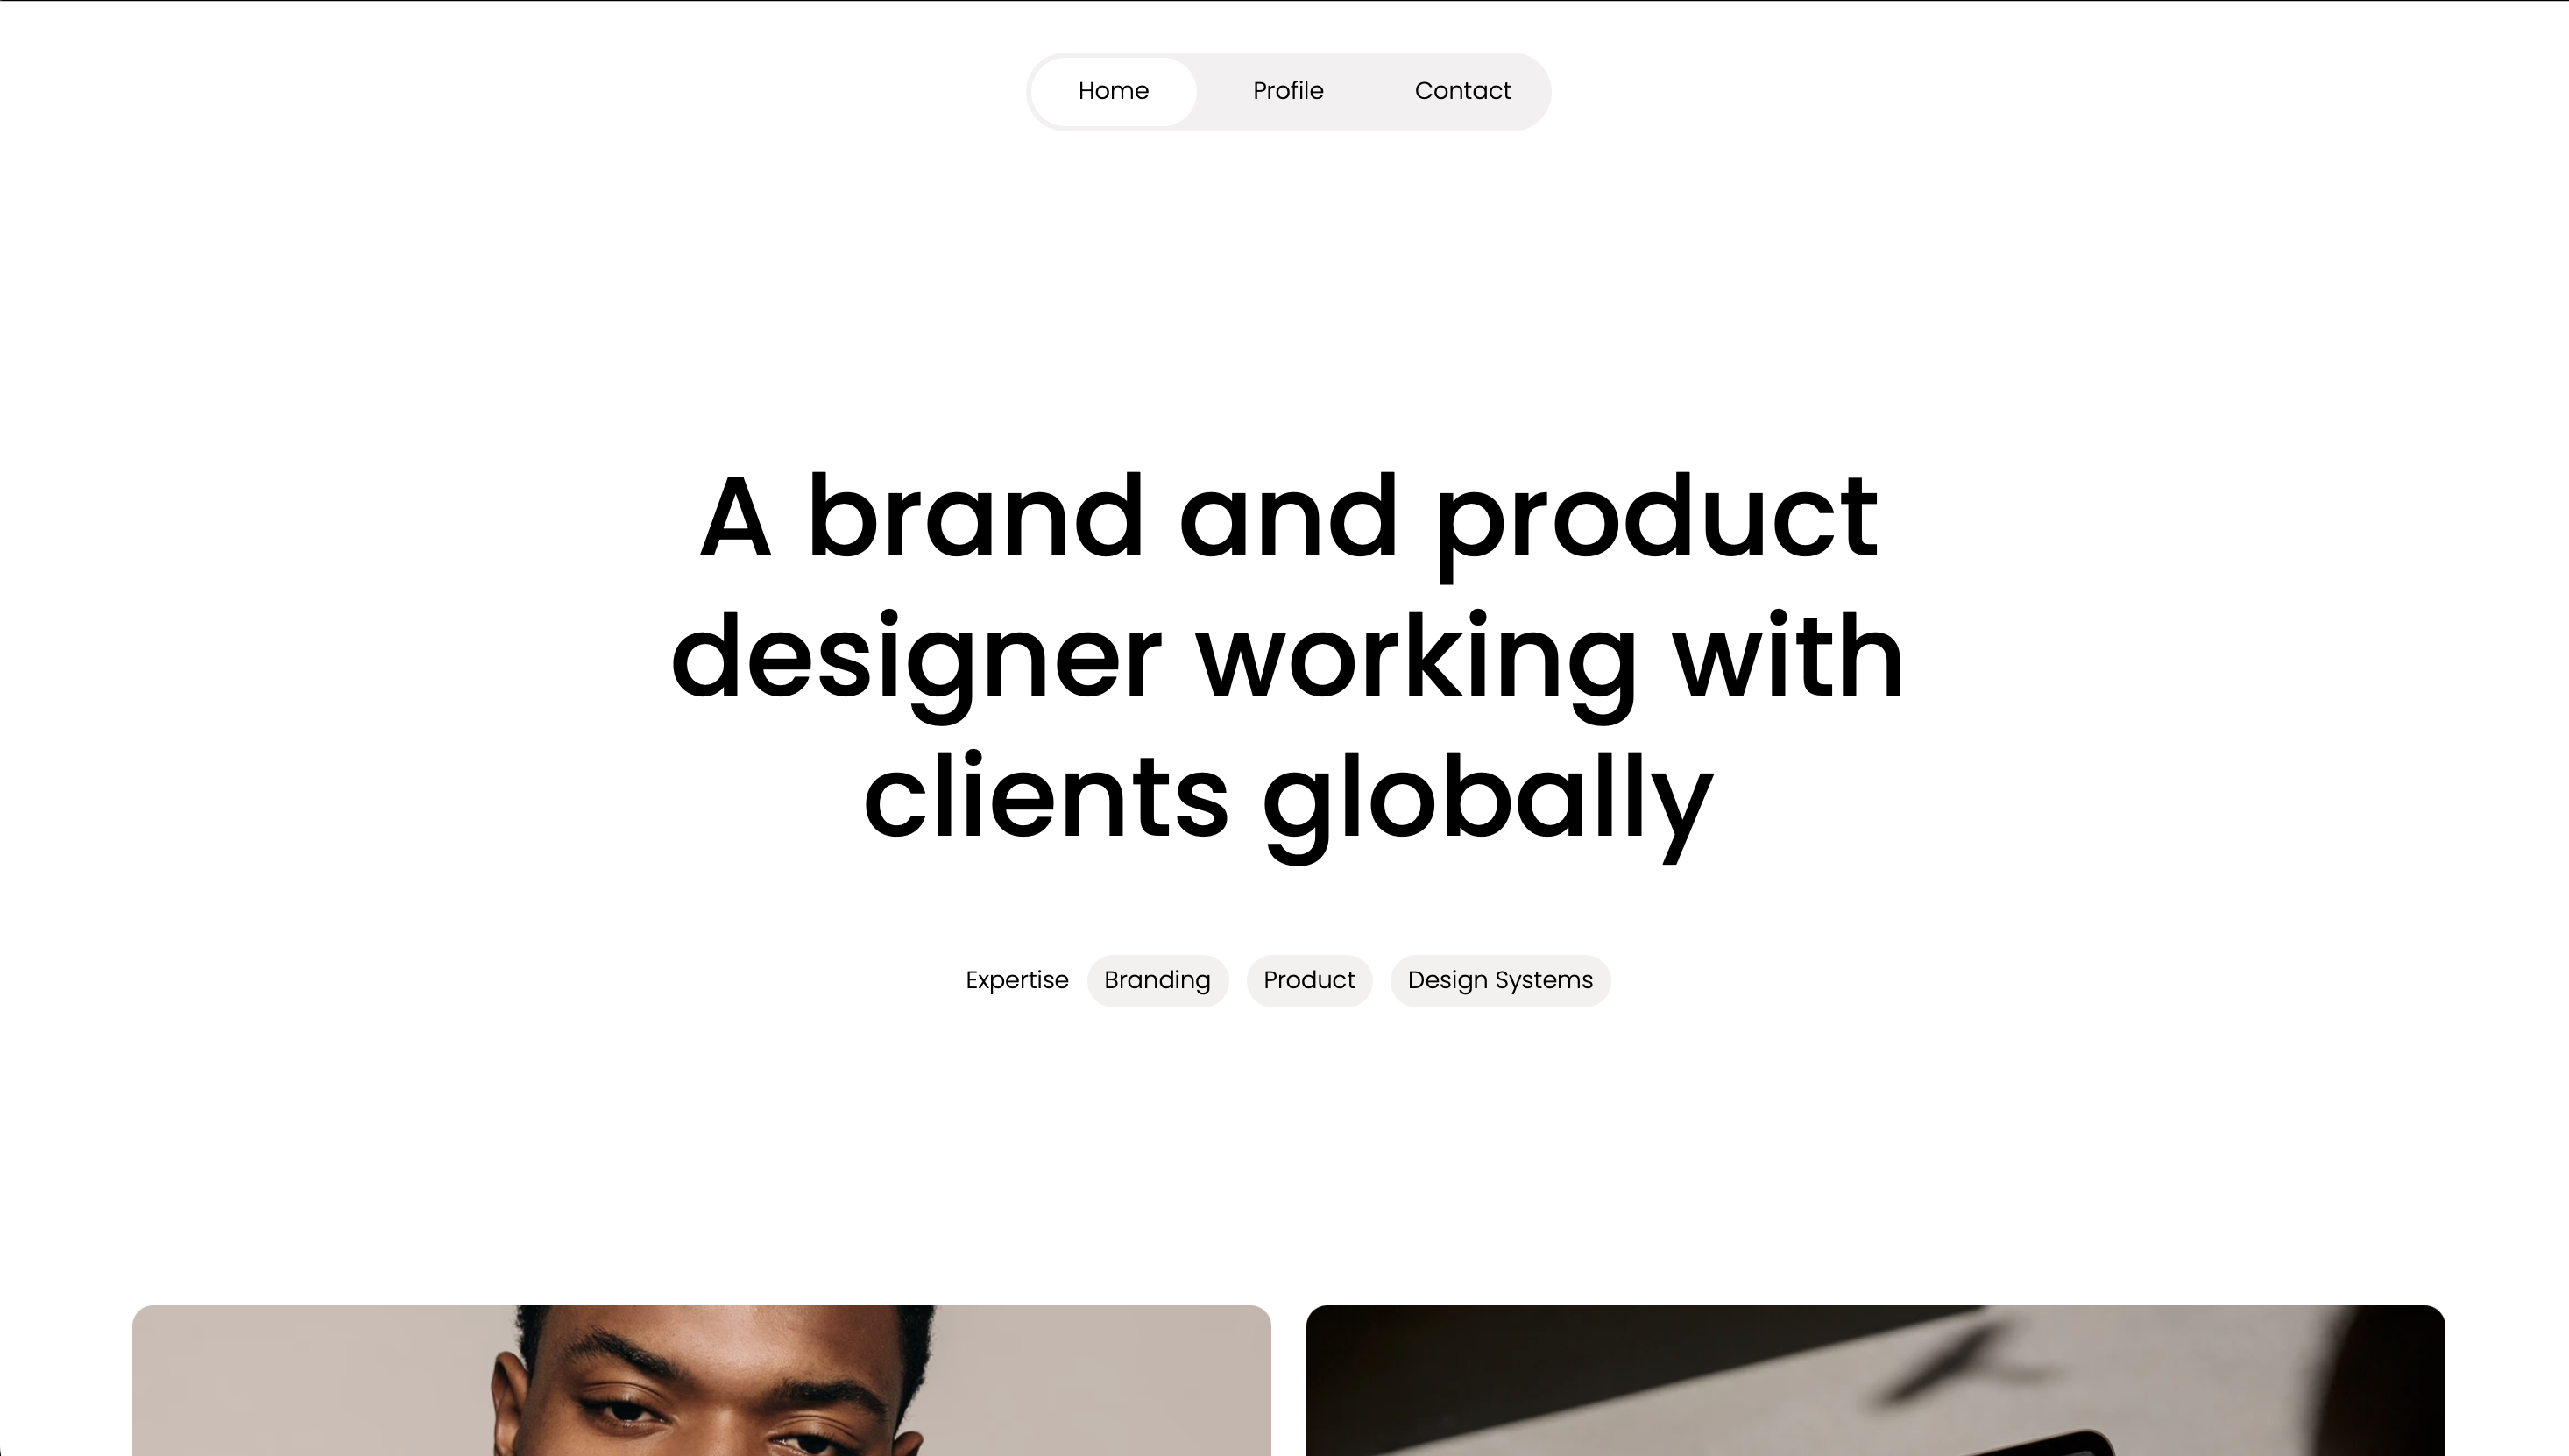 Home Profile Contact
A brand and product
designer working with
clients globally
Expertise Branding Product Design Systems